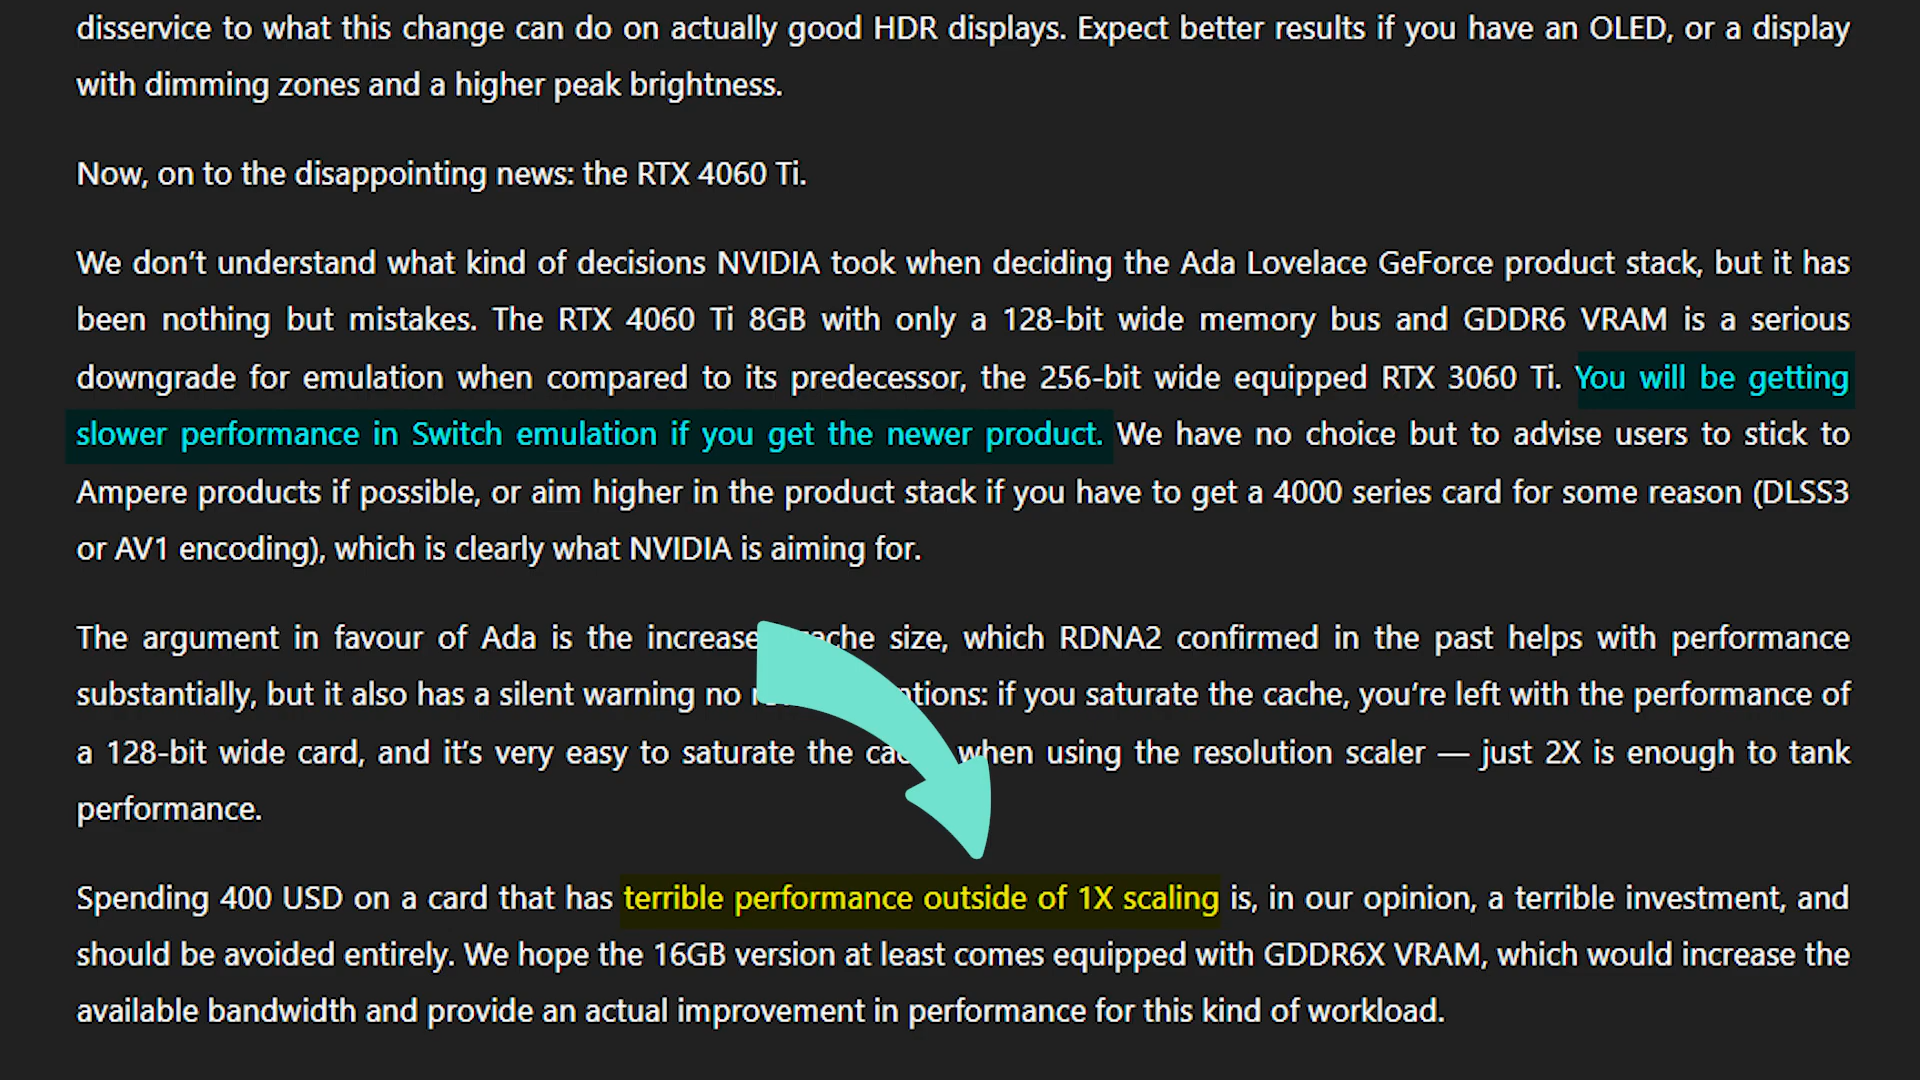 disservice to what this change can do on actually good HDR displays. Expect better results if you have an OLED, or a display
with dimming zones and a higher peak brightness.
Now, on to the disappointing news: the RTX 4060 Ti.
We don’t understand what kind of decisions NVIDIA took when deciding the Ada Lovelace GeForce product stack, but it has
been nothing but mistakes. The RTX 4060 Ti 8GB with only a 128-bit wide memory bus and GDDR6 VRAM is a serious
downgrade for emulation when compared to its predecessor, the 256-bit wide equipped RTX 3060 Ti. You will be getting
slower performance in Switch emulation if you get the newer product. We have no choice but to advise users to stick to
Ampere products if possible, or aim higher in the product stack if you have to get a 4000 series card for some reason (DLSS3
or AV1 encoding), which is clearly what NVIDIA is aiming for.
The argument in favour of Ada is the size, which RDNA2 confirmed in the past helps with performance
substantially, but it also has a silent warning no if you saturate the cache, you’re left with the performance of
a 128-bit wide card, and it’s very easy to saturate the when using the resolution scaler — just 2X is enough to tank
performance.
Spending 400 USD on a card that has terrible performance outside of 1X scaling is, in our opinion, a terrible investment, and
should be avoided entirely. We hope the 16GB version at least comes equipped with GDDR6X VRAM, which would increase the
available bandwidth and provide an actual improvement in performance for this kind of workload.